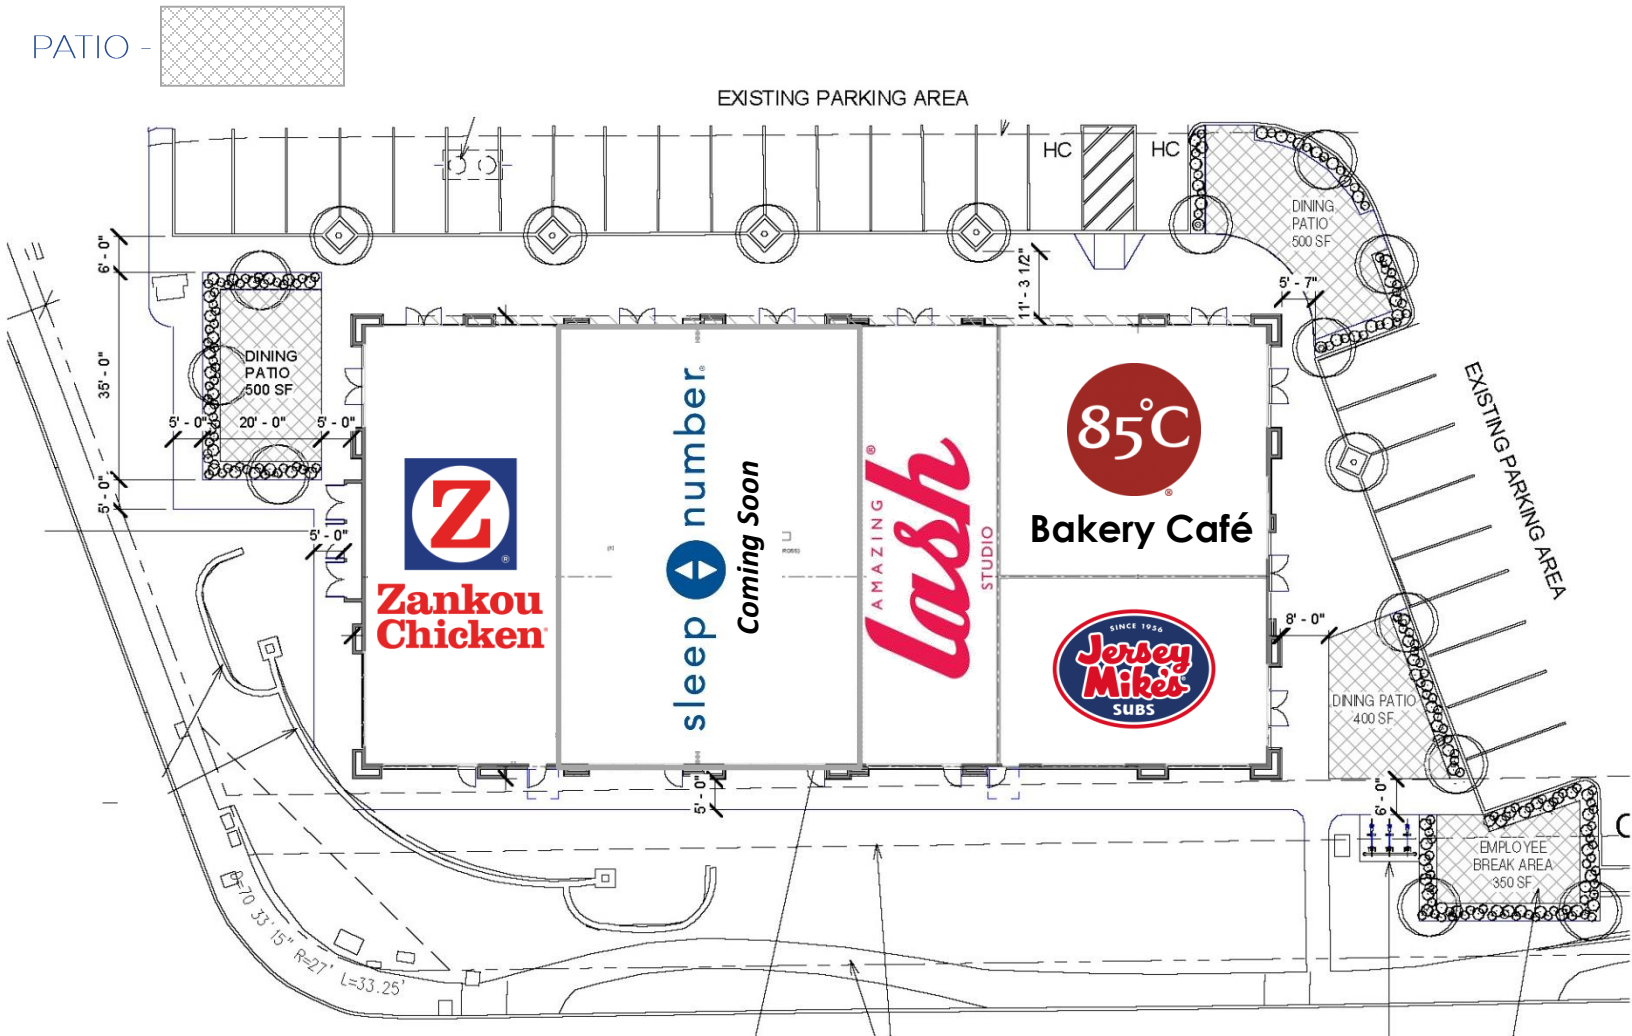 PATIO -
EXISTING PARKING AREA
HC
HC
DINING
PATIO
500 SF
6' - 0"
35' - 0"
5' - 0"
5' - 0"
20' - 0"
5' - 0"
5' - 0"
DINING
PATIO
500 SF
11' - 3 1/2"
5' - 7"
EXISTING PARKING AREA
Z
®
Zankou
Chicken
sleep number®
Coming Soon
AMAZING
lash®
STUDIO
85°C
®
Bakery Café
SINCE 1956
Jersey
Mike's
SUBS
8' - 0"
DINING PATIO
400 SF
5' - 0"
6' - 0"
EMPLOYEE
BREAK AREA
350 SF
C
33'15" R=27' L=33.25'